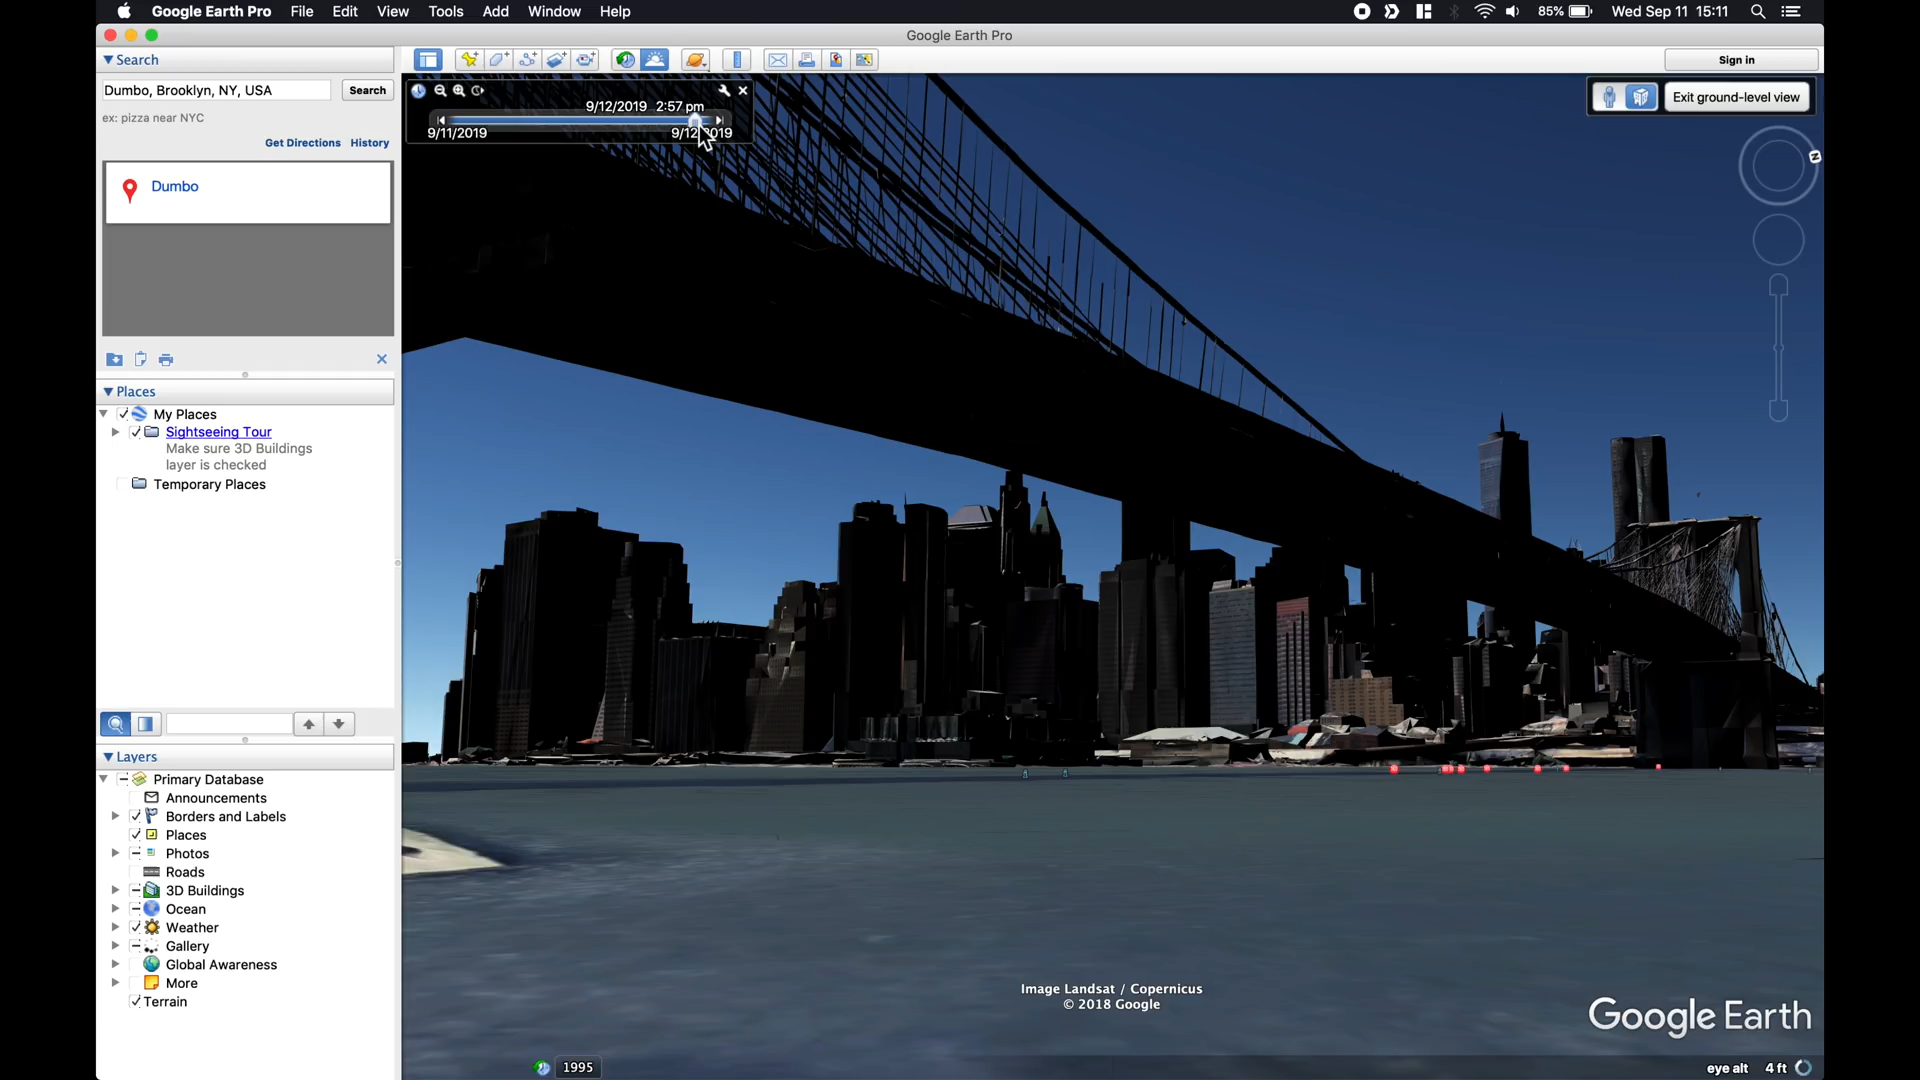 Google Earth Pro File Edit View Tools Add Window Help 85% Wed Sep 11 15:11
Google Earth Pro
Search
Sign in
Dumbo, Brooklyn, NY, USA Search
ex: pizza near NYC
Get Directions History
Dumbo
9/12/2019 2:57 pm
9/11/2019 9/12/2019
Exit ground-level view
N
Places
My Places
Sightseeing Tour
Make sure 3D Buildings
layer is checked
Temporary Places
Layers
Primary Database
Announcements
Borders and Labels
Places
Photos
Roads
3D Buildings
Ocean
Weather
Gallery
Global Awareness
More
Terrain
Image Landsat / Copernicus
© 2018 Google
Google Earth
1995
eye alt 4 ft